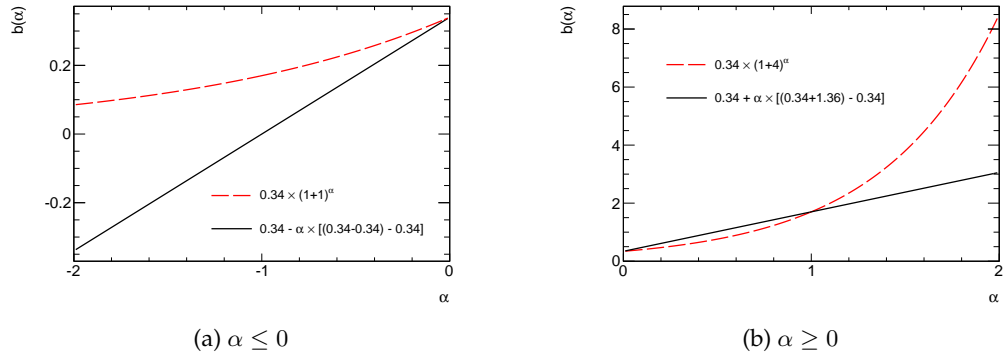 b(α)
0.2
0
-0.2
0.34 × (1+1)^α
0.34 - α × [(0.34-0.34) - 0.34]
-2 -1 0
α
(a) α ≤ 0
b(α)
8
6
4
2
0
0.34 × (1+4)^α
0.34 + α × [(0.34+1.36) - 0.34]
0 1 2
α
(b) α ≥ 0